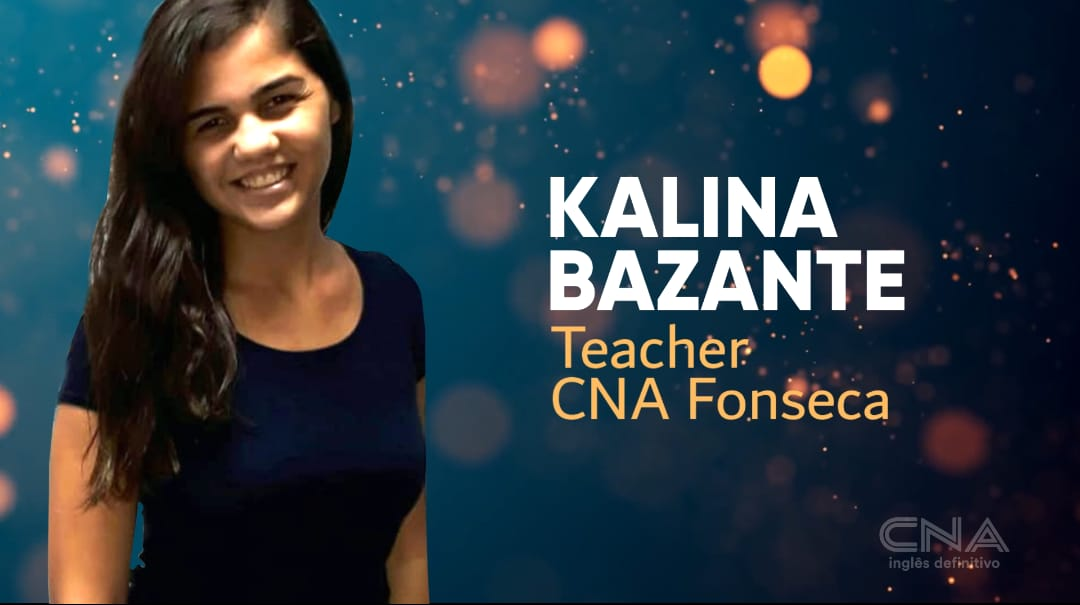 KALINA
BAZANTE
Teacher
CNA Fonseca
CNA
inglês definitivo